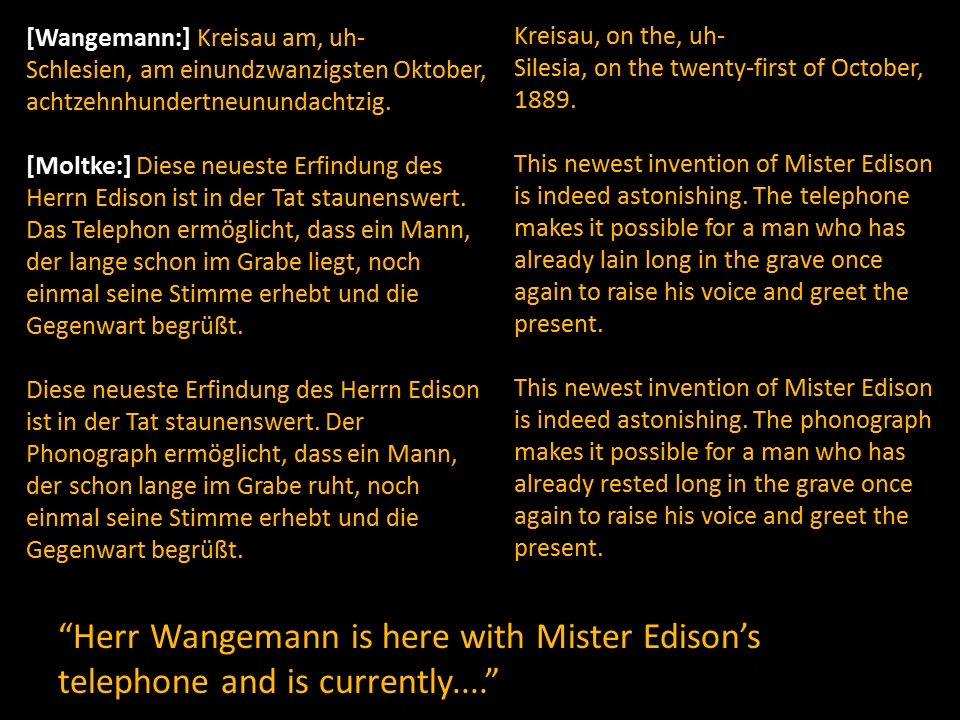 [Wangemann:] Kreisau am, uh-
Schlesien, am einundzwanzigsten Oktober,
achtzehnhundertneunundachtzig.
[Moltke:] Diese neueste Erfindung des
Herrn Edison ist in der Tat staunenswert.
Das Telephon ermöglicht, dass ein Mann,
der lange schon im Grabe liegt, noch
einmal seine Stimme erhebt und die
Gegenwart begrüßt.
Diese neueste Erfindung des Herrn Edison
ist in der Tat staunenswert. Der
Phonograph ermöglicht, dass ein Mann,
der schon lange im Grabe ruht, noch
einmal seine Stimme erhebt und die
Gegenwart begrüßt.
Kreisau, on the, uh-
Silesia, on the twenty-first of October,
1889.
This newest invention of Mister Edison
is indeed astonishing. The telephone
makes it possible for a man who has
already lain long in the grave once
again to raise his voice and greet the
present.
This newest invention of Mister Edison
is indeed astonishing. The phonograph
makes it possible for a man who has
already rested long in the grave once
again to raise his voice and greet the
present.
“Herr Wangemann is here with Mister Edison’s
telephone and is currently....”